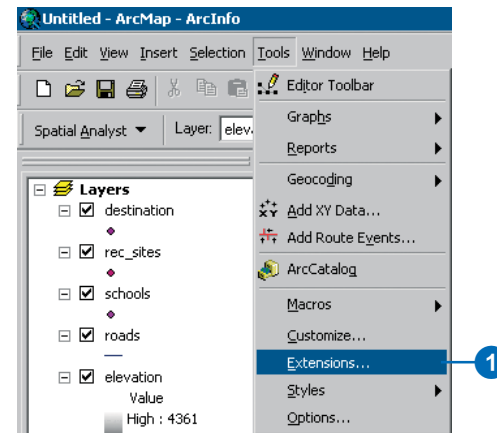 Untitled - ArcMap - ArcInfo
File Edit View Insert Selection Tools Window Help
Editor Toolbar
Spatial Analyst Layer: elev
Graphs
Reports
Geocoding
Add XY Data...
Add Route Events...
ArcCatalog
Macros
Customize...
Extensions...
1
Styles
Options...
Layers
destination
rec_sites
schools
roads
elevation
Value
High : 4361